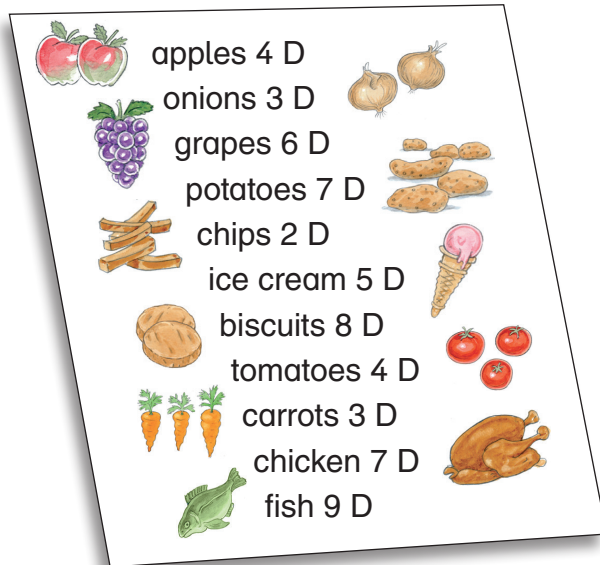 apples 4 D
onions 3 D
grapes 6 D
potatoes 7 D
chips 2 D
ice cream 5 D
biscuits 8 D
tomatoes 4 D
carrots 3 D
chicken 7 D
fish 9 D